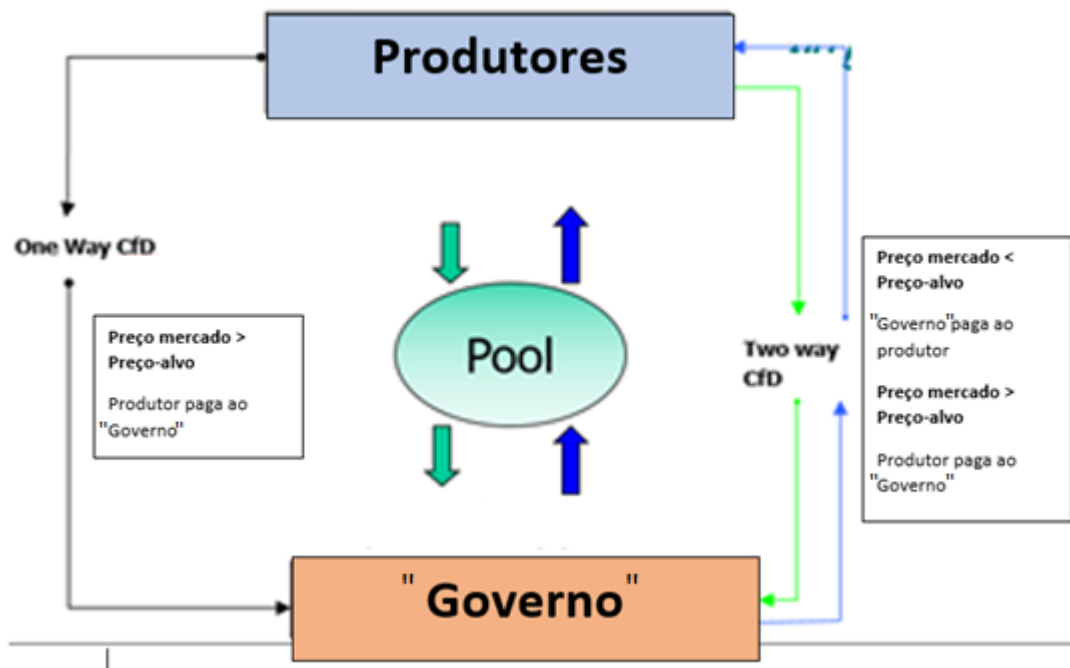 Produtores
One Way CfD
Preço mercado >
Preço-alvo
Produtor paga ao
"Governo"
Pool
Two way
CfD
Preço mercado <
Preço-alvo
"Governo"paga ao
produtor
Preço mercado >
Preço-alvo
Produtor paga ao
"Governo"
" Governo "